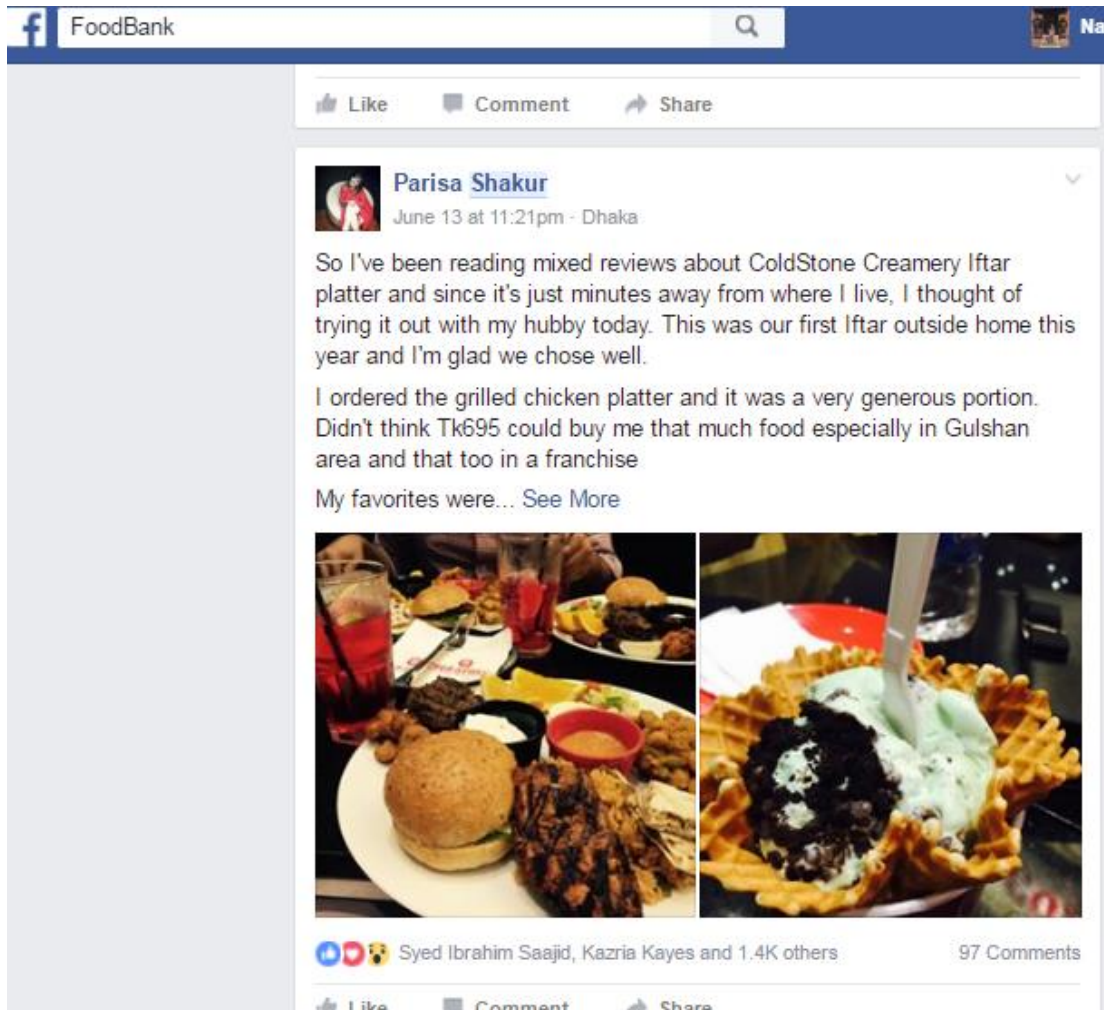 f FoodBank
Na
Like Comment Share
Parisa Shakur
June 13 at 11:21pm · Dhaka
So I've been reading mixed reviews about ColdStone Creamery Iftar
platter and since it's just minutes away from where I live, I thought of
trying it out with my hubby today. This was our first Iftar outside home this
year and I'm glad we chose well.
I ordered the grilled chicken platter and it was a very generous portion.
Didn't think Tk695 could buy me that much food especially in Gulshan
area and that too in a franchise
My favorites were... See More
Syed Ibrahim Saajid, Kazria Kayes and 1.4K others 97 Comments
Like Comment Share